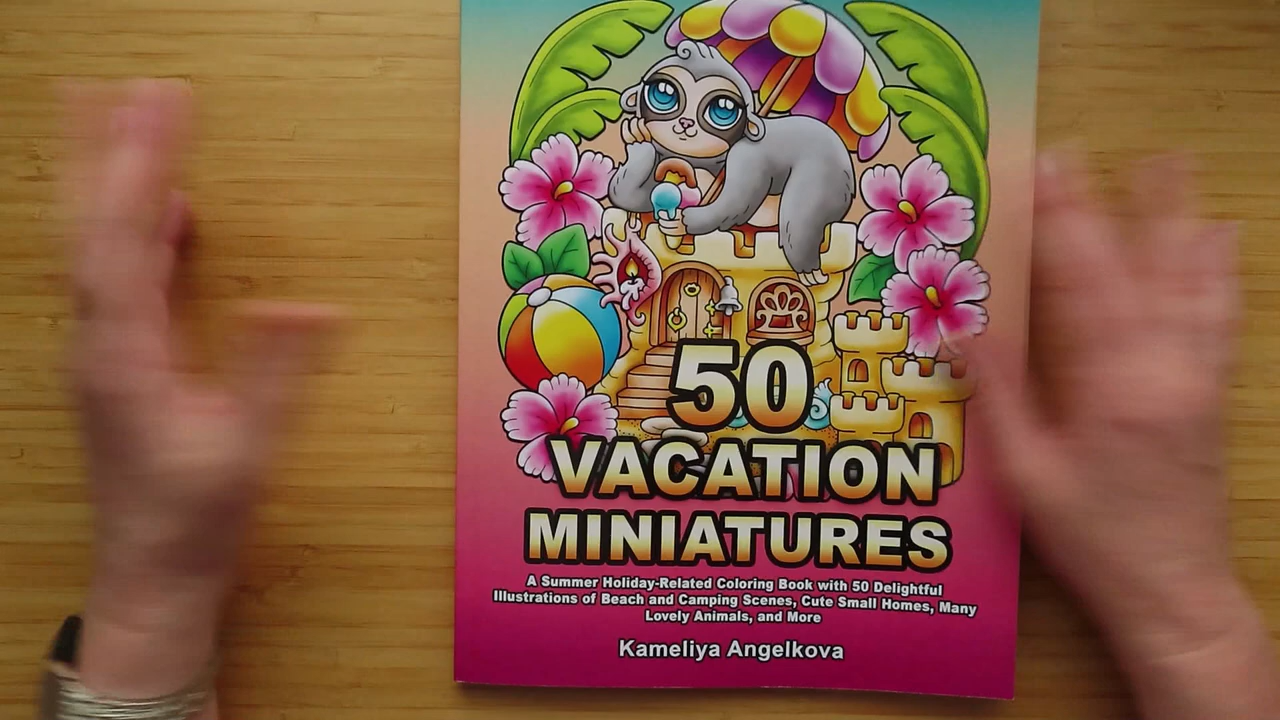 50
VACATION
MINIATURES
A Summer Holiday-Related Coloring Book with 50 Delightful
Illustrations of Beach and Camping Scenes, Cute Small Homes, Many
Lovely Animals, and More
Kameliya Angelkova